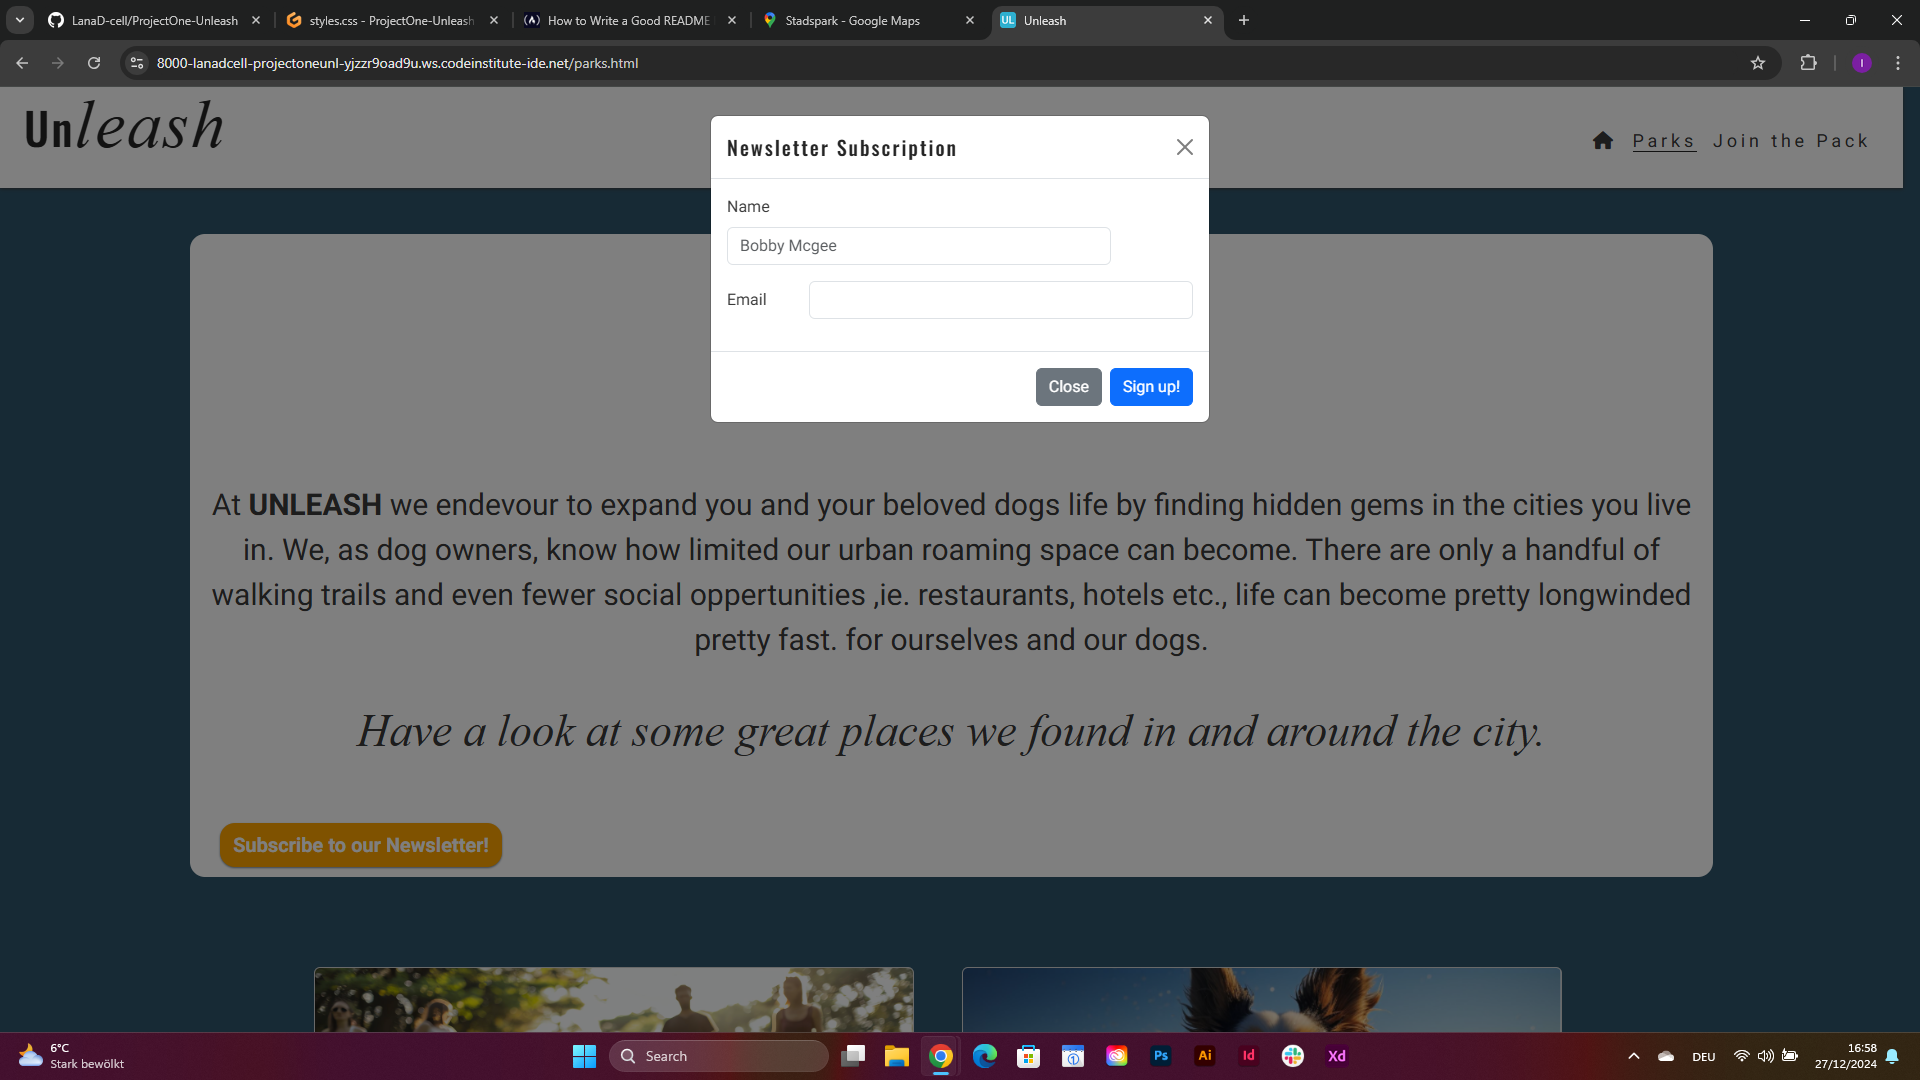 LanaD-cell/ProjectOne-Unleash
styles.css - ProjectOne-Unleash
How to Write a Good README
Stadspark - Google Maps
UL Unleash
8000-lanadcell-projectoneunl-yjzzr9oad9u.ws.codeinstitute-ide.net/parks.html
I
Unleash
Parks
Join the Pack
Newsletter Subscription
Name
Bobby Mcgee
Email
Close
Sign up!
At UNLEASH we endevour to expand you and your beloved dogs life by finding hidden gems in the cities you live
in. We, as dog owners, know how limited our urban roaming space can become. There are only a handful of
walking trails and even fewer social oppertunities ,ie. restaurants, hotels etc., life can become pretty longwinded
pretty fast. for ourselves and our dogs.
Have a look at some great places we found in and around the city.
Subscribe to our Newsletter!
6°C
Stark bewölkt
Search
Ps
Ai
Id
Xd
DEU
16:58
27/12/2024